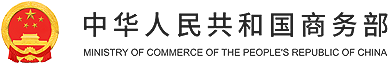 中华人民共和国商务部
MINISTRY OF COMMERCE OF THE PEOPLE'S REPUBLIC OF CHINA